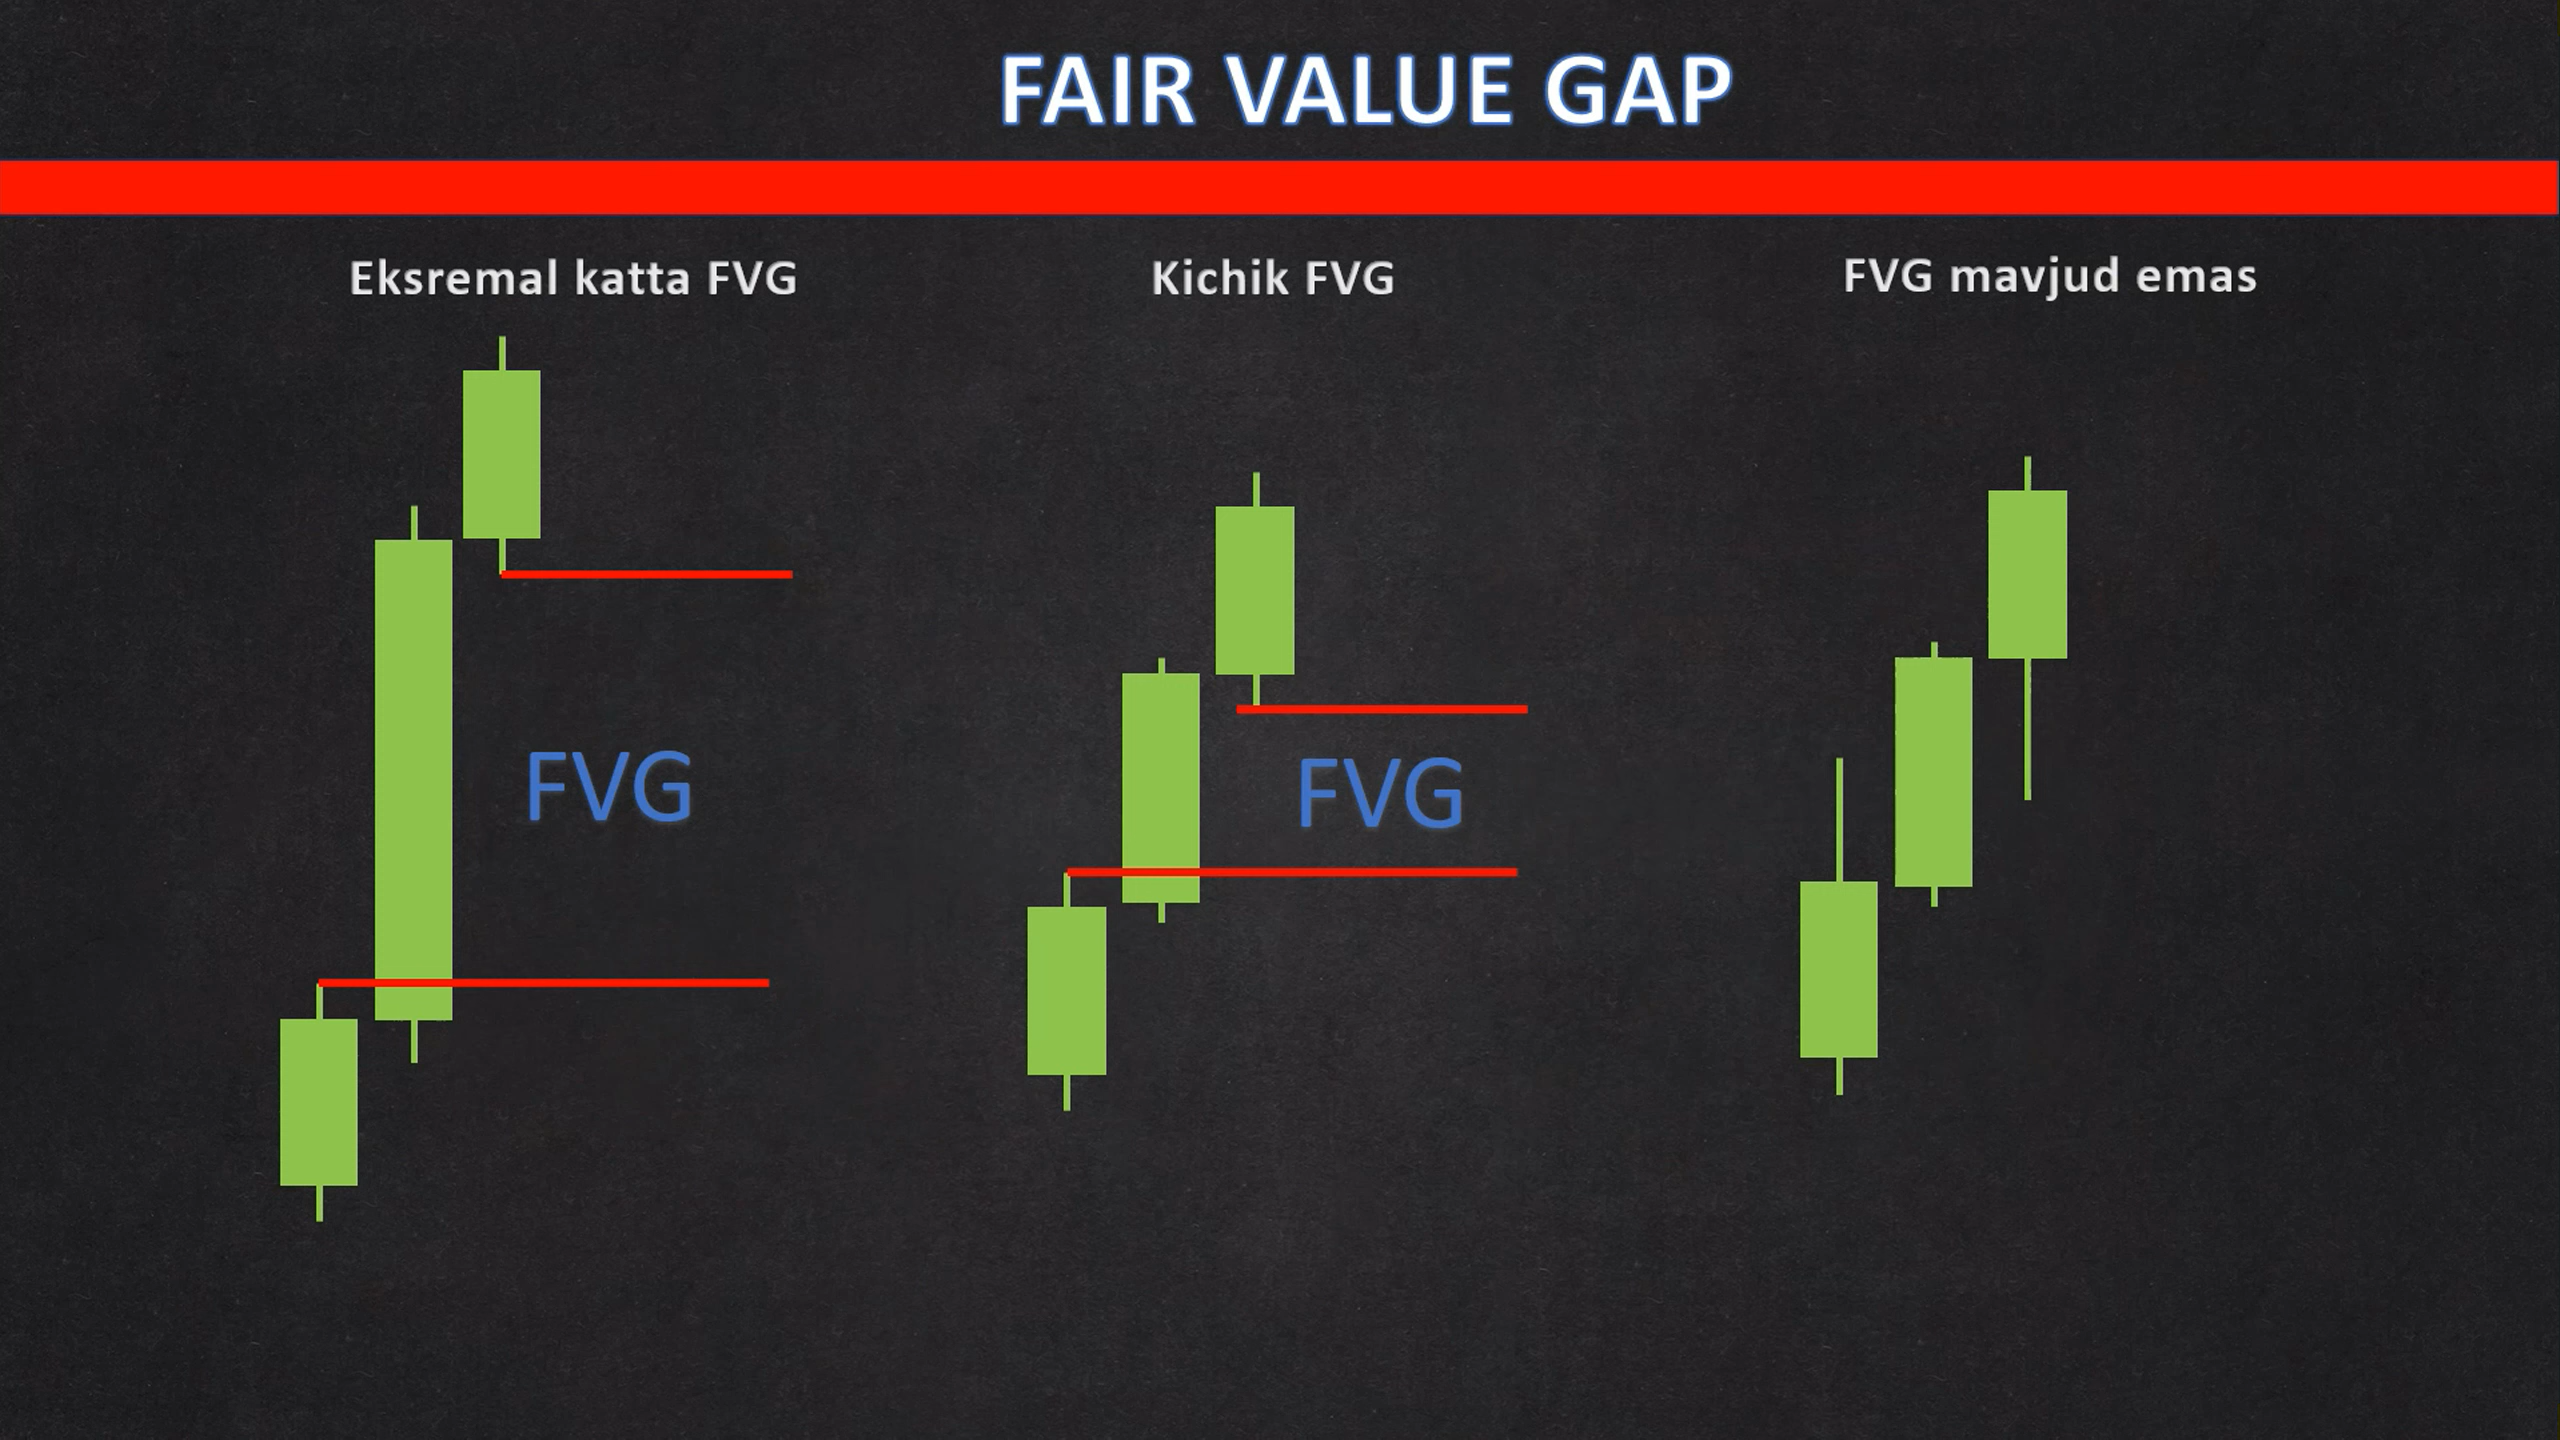 FAIR VALUE GAP
Eksremal katta FVG
Kichik FVG
FVG mavjud emas
FVG
FVG